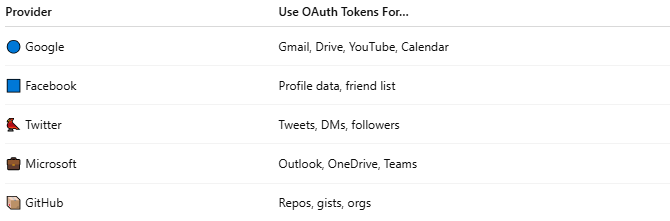 Provider Use OAuth Tokens For...
Google Gmail, Drive, YouTube, Calendar
Facebook Profile data, friend list
Twitter Tweets, DMs, followers
Microsoft Outlook, OneDrive, Teams
GitHub Repos, gists, orgs